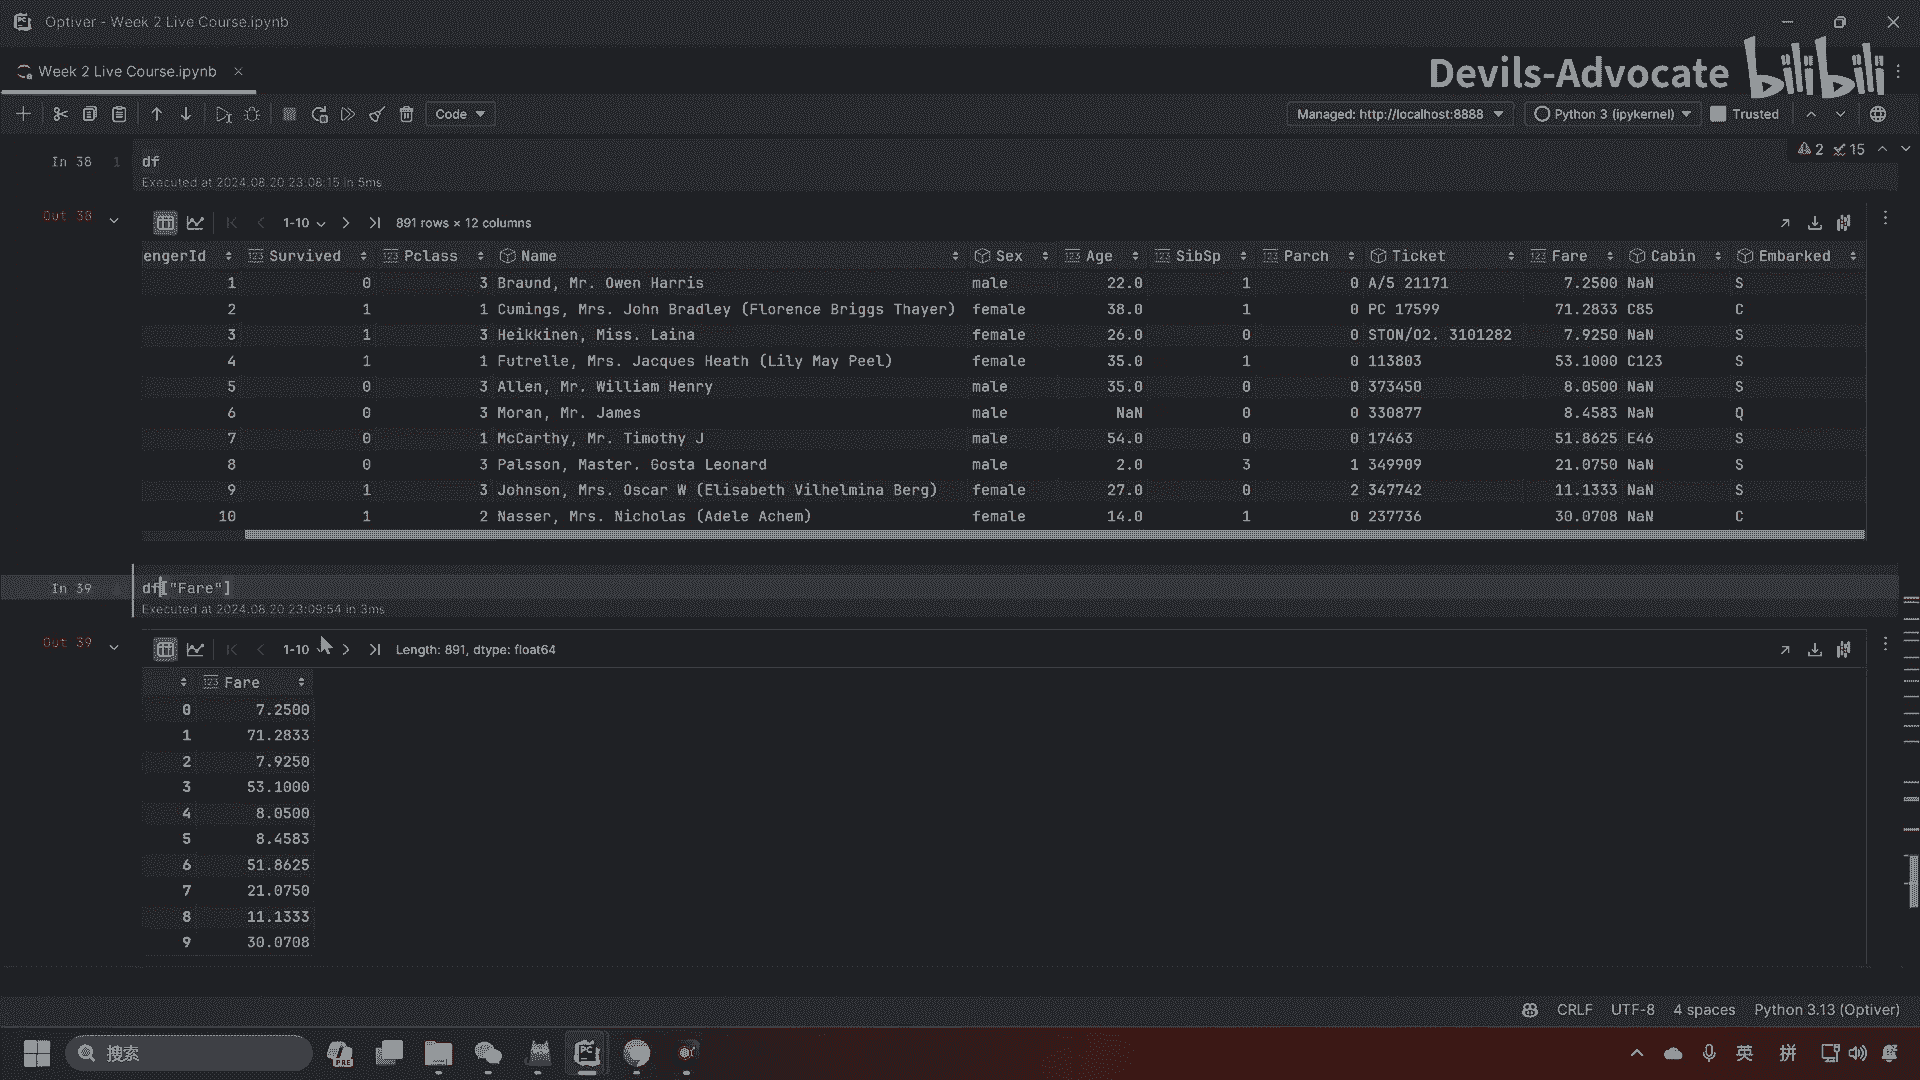 Optiver - Week 2 Live Course.ipynb
Week 2 Live Course.ipynb
Devils-Advocate bilibili
Code
Managed: http://localhost:8888
Python 3 (ipykernel)
Trusted
In 38 1 df
2 15
Executed at 2024.08.20 23:08:15 in 5ms
Out 38
1-10 891 rows × 12 columns
engerId Survived Pclass Name Sex Age SibSp Parch Ticket Fare Cabin Embarked
1 0 3 Braund, Mr. Owen Harris male 22.0 1 0 A/5 21171 7.2500 NaN S
2 1 1 Cumings, Mrs. John Bradley (Florence Briggs Thayer) female 38.0 1 0 PC 17599 71.2833 C85 C
3 1 3 Heikkinen, Miss. Laina female 26.0 0 0 STON/O2. 3101282 7.9250 NaN S
4 1 1 Futrelle, Mrs. Jacques Heath (Lily May Peel) female 35.0 1 0 113803 53.1000 C123 S
5 0 3 Allen, Mr. William Henry male 35.0 0 0 373450 8.0500 NaN S
6 0 3 Moran, Mr. James male NaN 0 0 330877 8.4583 NaN Q
7 0 1 McCarthy, Mr. Timothy J male 54.0 0 0 17463 51.8625 E46 S
8 0 3 Palsson, Master. Gosta Leonard male 2.0 3 1 349909 21.0750 NaN S
9 1 3 Johnson, Mrs. Oscar W (Elisabeth Vilhelmina Berg) female 27.0 0 2 347742 11.1333 NaN S
10 1 2 Nasser, Mrs. Nicholas (Adele Achem) female 14.0 1 0 237736 30.0708 NaN C
In 39 df["Fare"]
Executed at 2024.08.20 23:09:54 in 3ms
Out 39
1-10 Length: 891, dtype: float64
Fare
0 7.2500
1 71.2833
2 7.9250
3 53.1000
4 8.0500
5 8.4583
6 51.8625
7 21.0750
8 11.1333
9 30.0708
CRLF UTF-8 4 spaces Python 3.13 (Optiver)
搜索
PRE
PC
英
拼